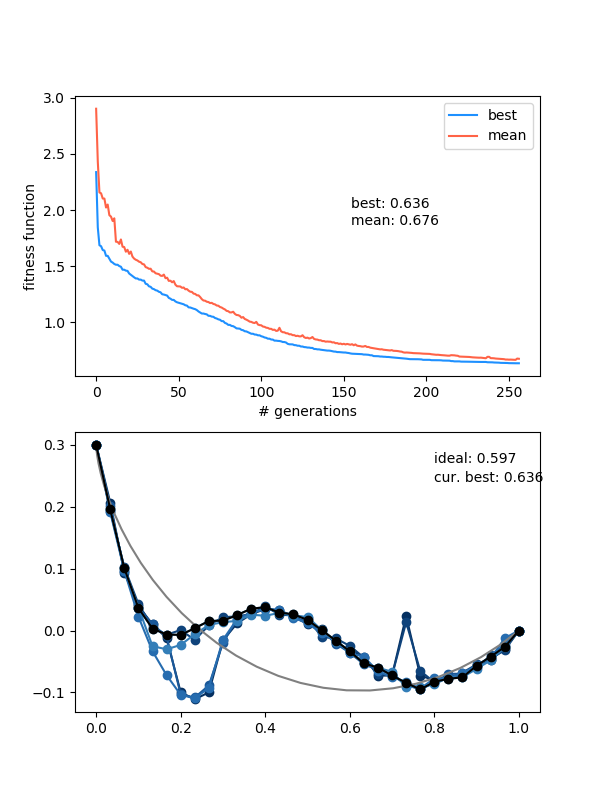 3.0
2.5
2.0
1.5
1.0
fitness function
best
mean
best: 0.636
mean: 0.676
0
50
100
150
200
250
# generations
0.3
0.2
0.1
0.0
−0.1
ideal: 0.597
cur. best: 0.636
0.0
0.2
0.4
0.6
0.8
1.0